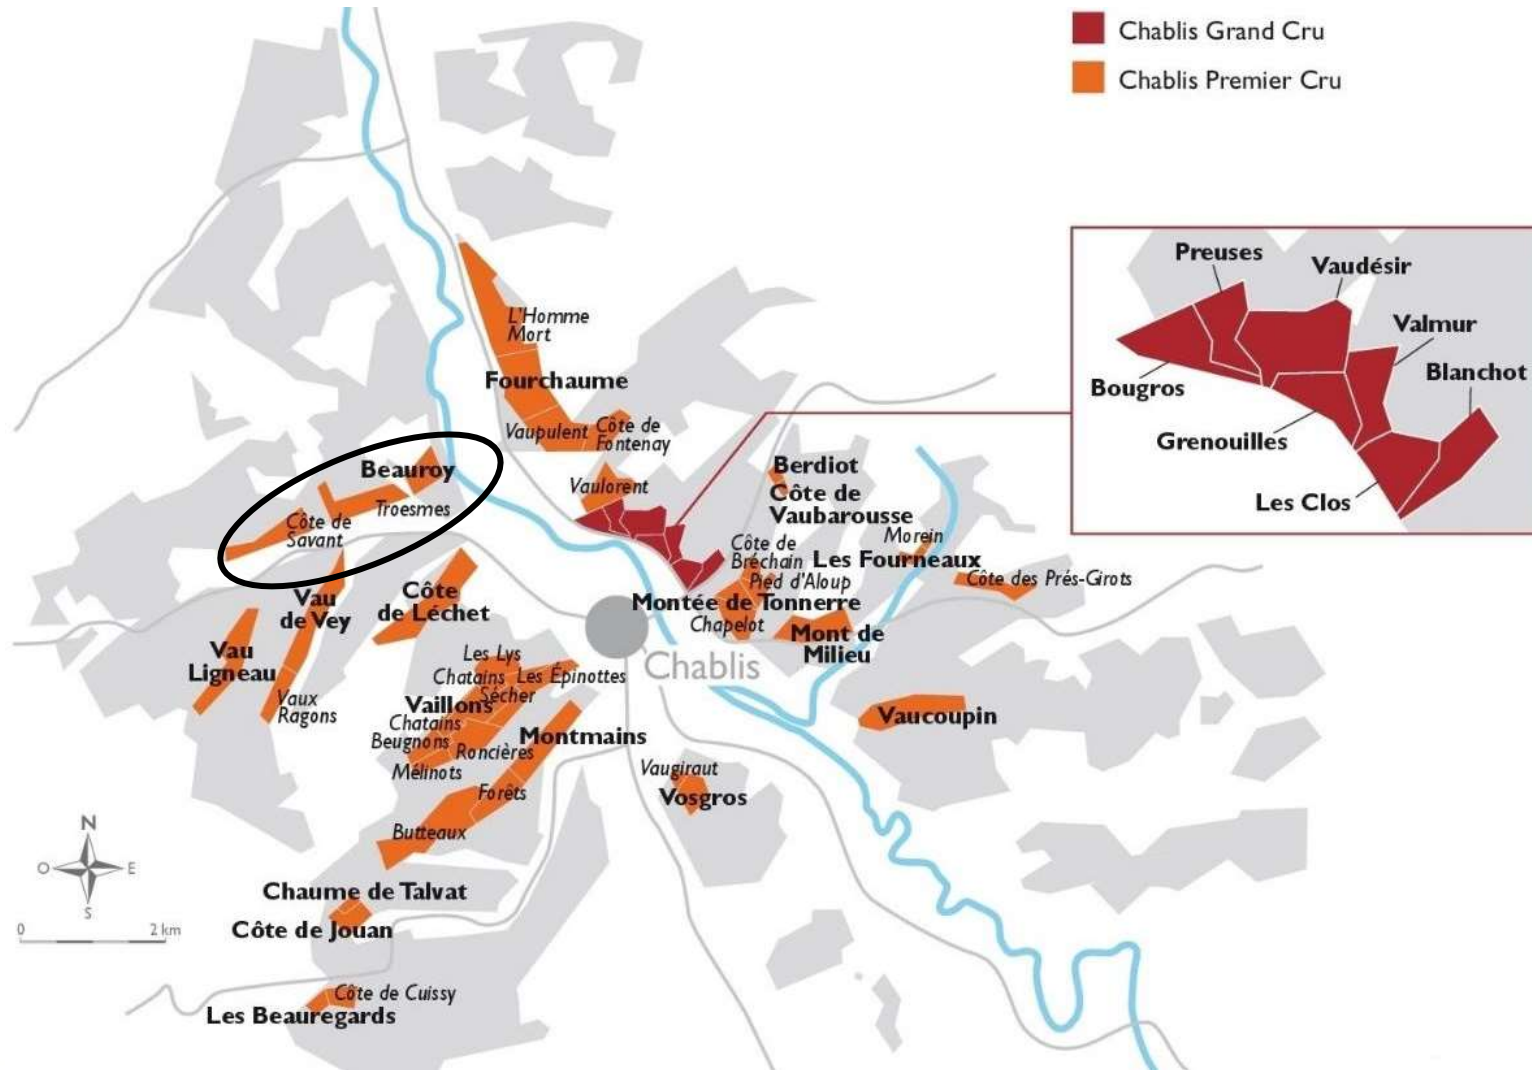 Chablis Grand Cru
Chablis Premier Cru
Preuses
Vaudésir
Valmur
Blanchot
Bougros
Grenouilles
Les Clos
L'Homme
Mort
Fourchaume
Vaupulent
Côte de
Fontenay
Vaulorent
Beauroy
Troesmes
Côte de
Savant
Berdiot
Côte de
Vaubarousse
Morein
Côte de
Bréchain
Les Fourneaux
Pied d'Aloup
Côte des Prés-Girots
Montée de Tonnerre
Chapelot
Mont de
Milieu
Vau
de Vey
Côte
de Léchet
Vau
Ligneau
Vaux
Ragons
Chablis
Les Lys
Chatains
Les Épinottes
Sécher
Vaillons
Chatains
Beugnons
Roncières
Mélinots
Montmains
Forêts
Butteaux
Vaucoupin
Vaugiraut
Vosgros
Chaume de Talvat
Côte de Jouan
Côte de Cuissy
Les Beauregards
N
O
E
S
0
2 km